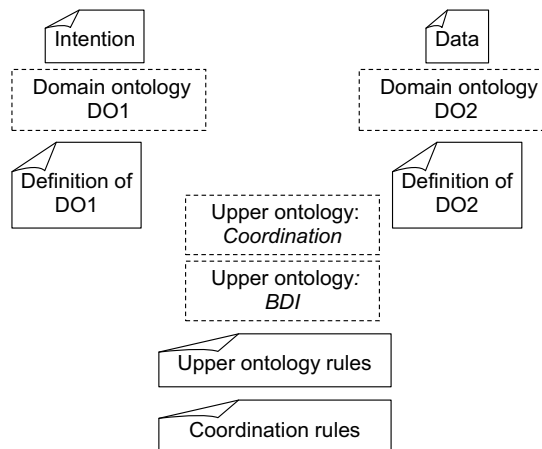 Intention
Data
Domain ontology
DO1
Domain ontology
DO2
Definition of
DO1
Definition of
DO2
Upper ontology:
Coordination
Upper ontology:
BDI
Upper ontology rules
Coordination rules